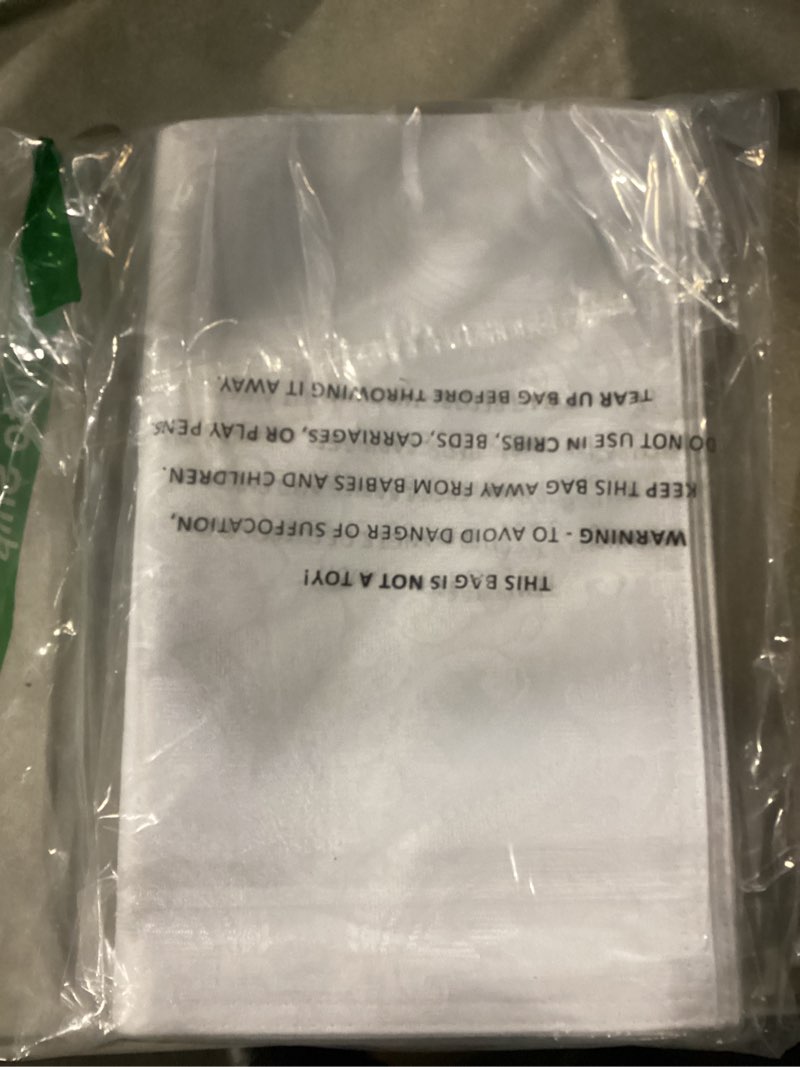 THIS BAG IS NOT A TOY!
WARNING - TO AVOID DANGER OF SUFFOCATION,
KEEP THIS BAG AWAY FROM BABIES AND CHILDREN.
DO NOT USE IN CRIBS, BEDS, CARRIAGES, OR PLAY PENS.
TEAR UP BAG BEFORE THROWING IT AWAY.